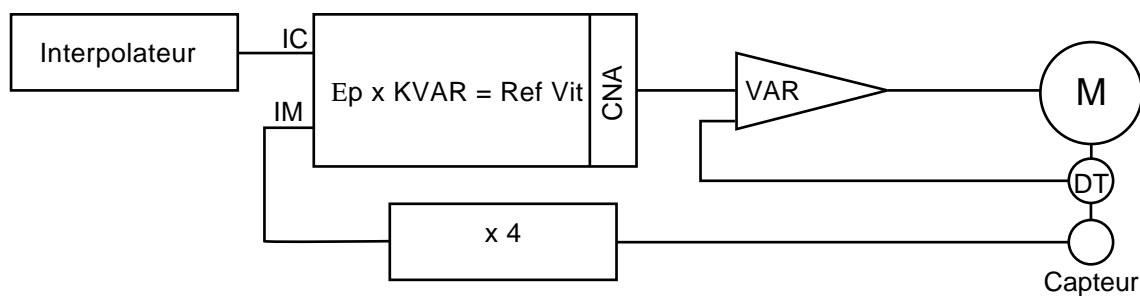 Interpolateur
IC
IM
Ep x KVAR = Ref Vit
CNA
VAR
M
DT
x 4
Capteur